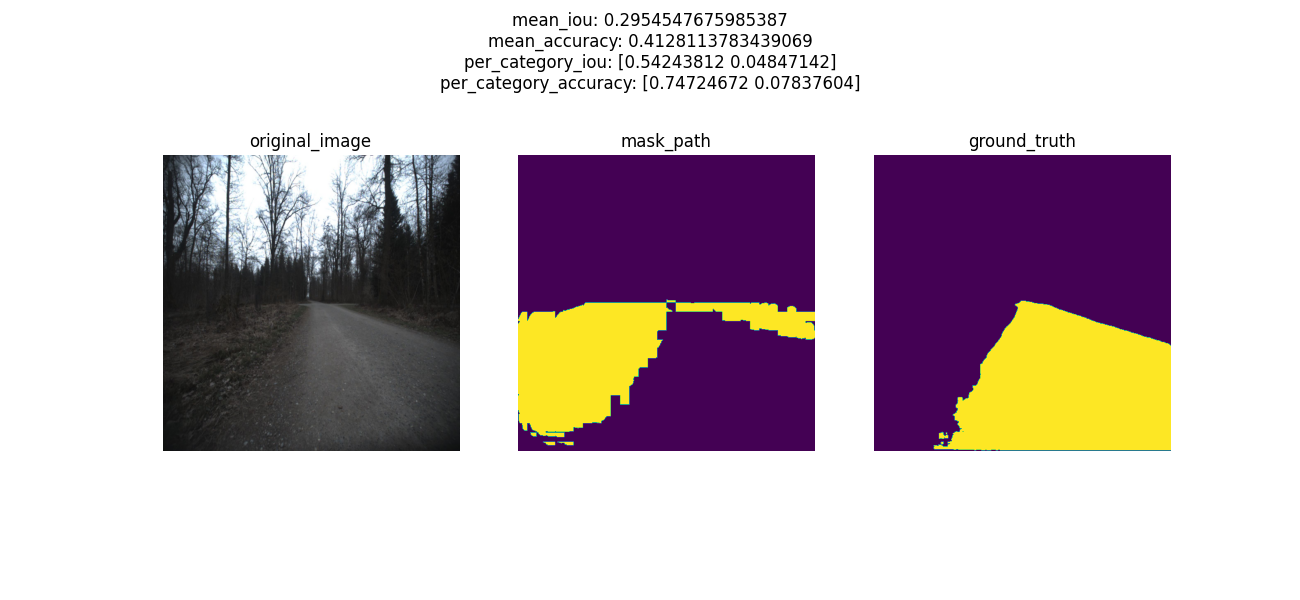 mean_iou: 0.2954547675985387
mean_accuracy: 0.4128113783439069
per_category_iou: [0.54243812 0.04847142]
per_category_accuracy: [0.74724672 0.07837604]
original_image
mask_path
ground_truth